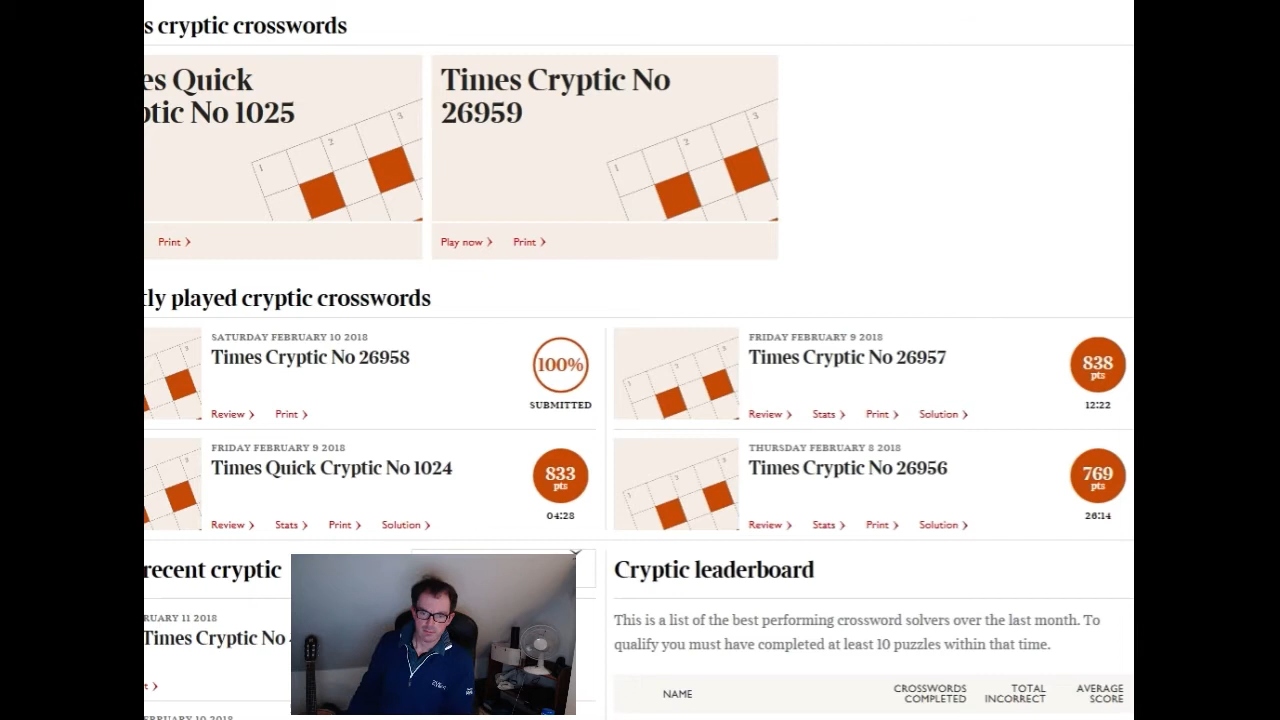 s cryptic crosswords
es Quick
ptic No 1025
Times Cryptic No
26959
1
2
3
1
2
3
Print
Play now
Print
tly played cryptic crosswords
SATURDAY FEBRUARY 10 2018
Times Cryptic No 26958
100%
SUBMITTED
Review
Print
FRIDAY FEBRUARY 9 2018
Times Cryptic No 26957
838
pts
12:22
Review
Stats
Print
Solution
FRIDAY FEBRUARY 9 2018
Times Quick Cryptic No 1024
833
pts
04:28
Review
Stats
Print
Solution
THURSDAY FEBRUARY 8 2018
Times Cryptic No 26956
769
pts
26:14
Review
Stats
Print
Solution
recent cryptic
RUARY 11 2018
Times Cryptic No
Cryptic leaderboard
This is a list of the best performing crossword solvers over the last month. To
qualify you must have completed at least 10 puzzles within that time.
NAME
CROSSWORDS
COMPLETED
TOTAL
INCORRECT
AVERAGE
SCORE